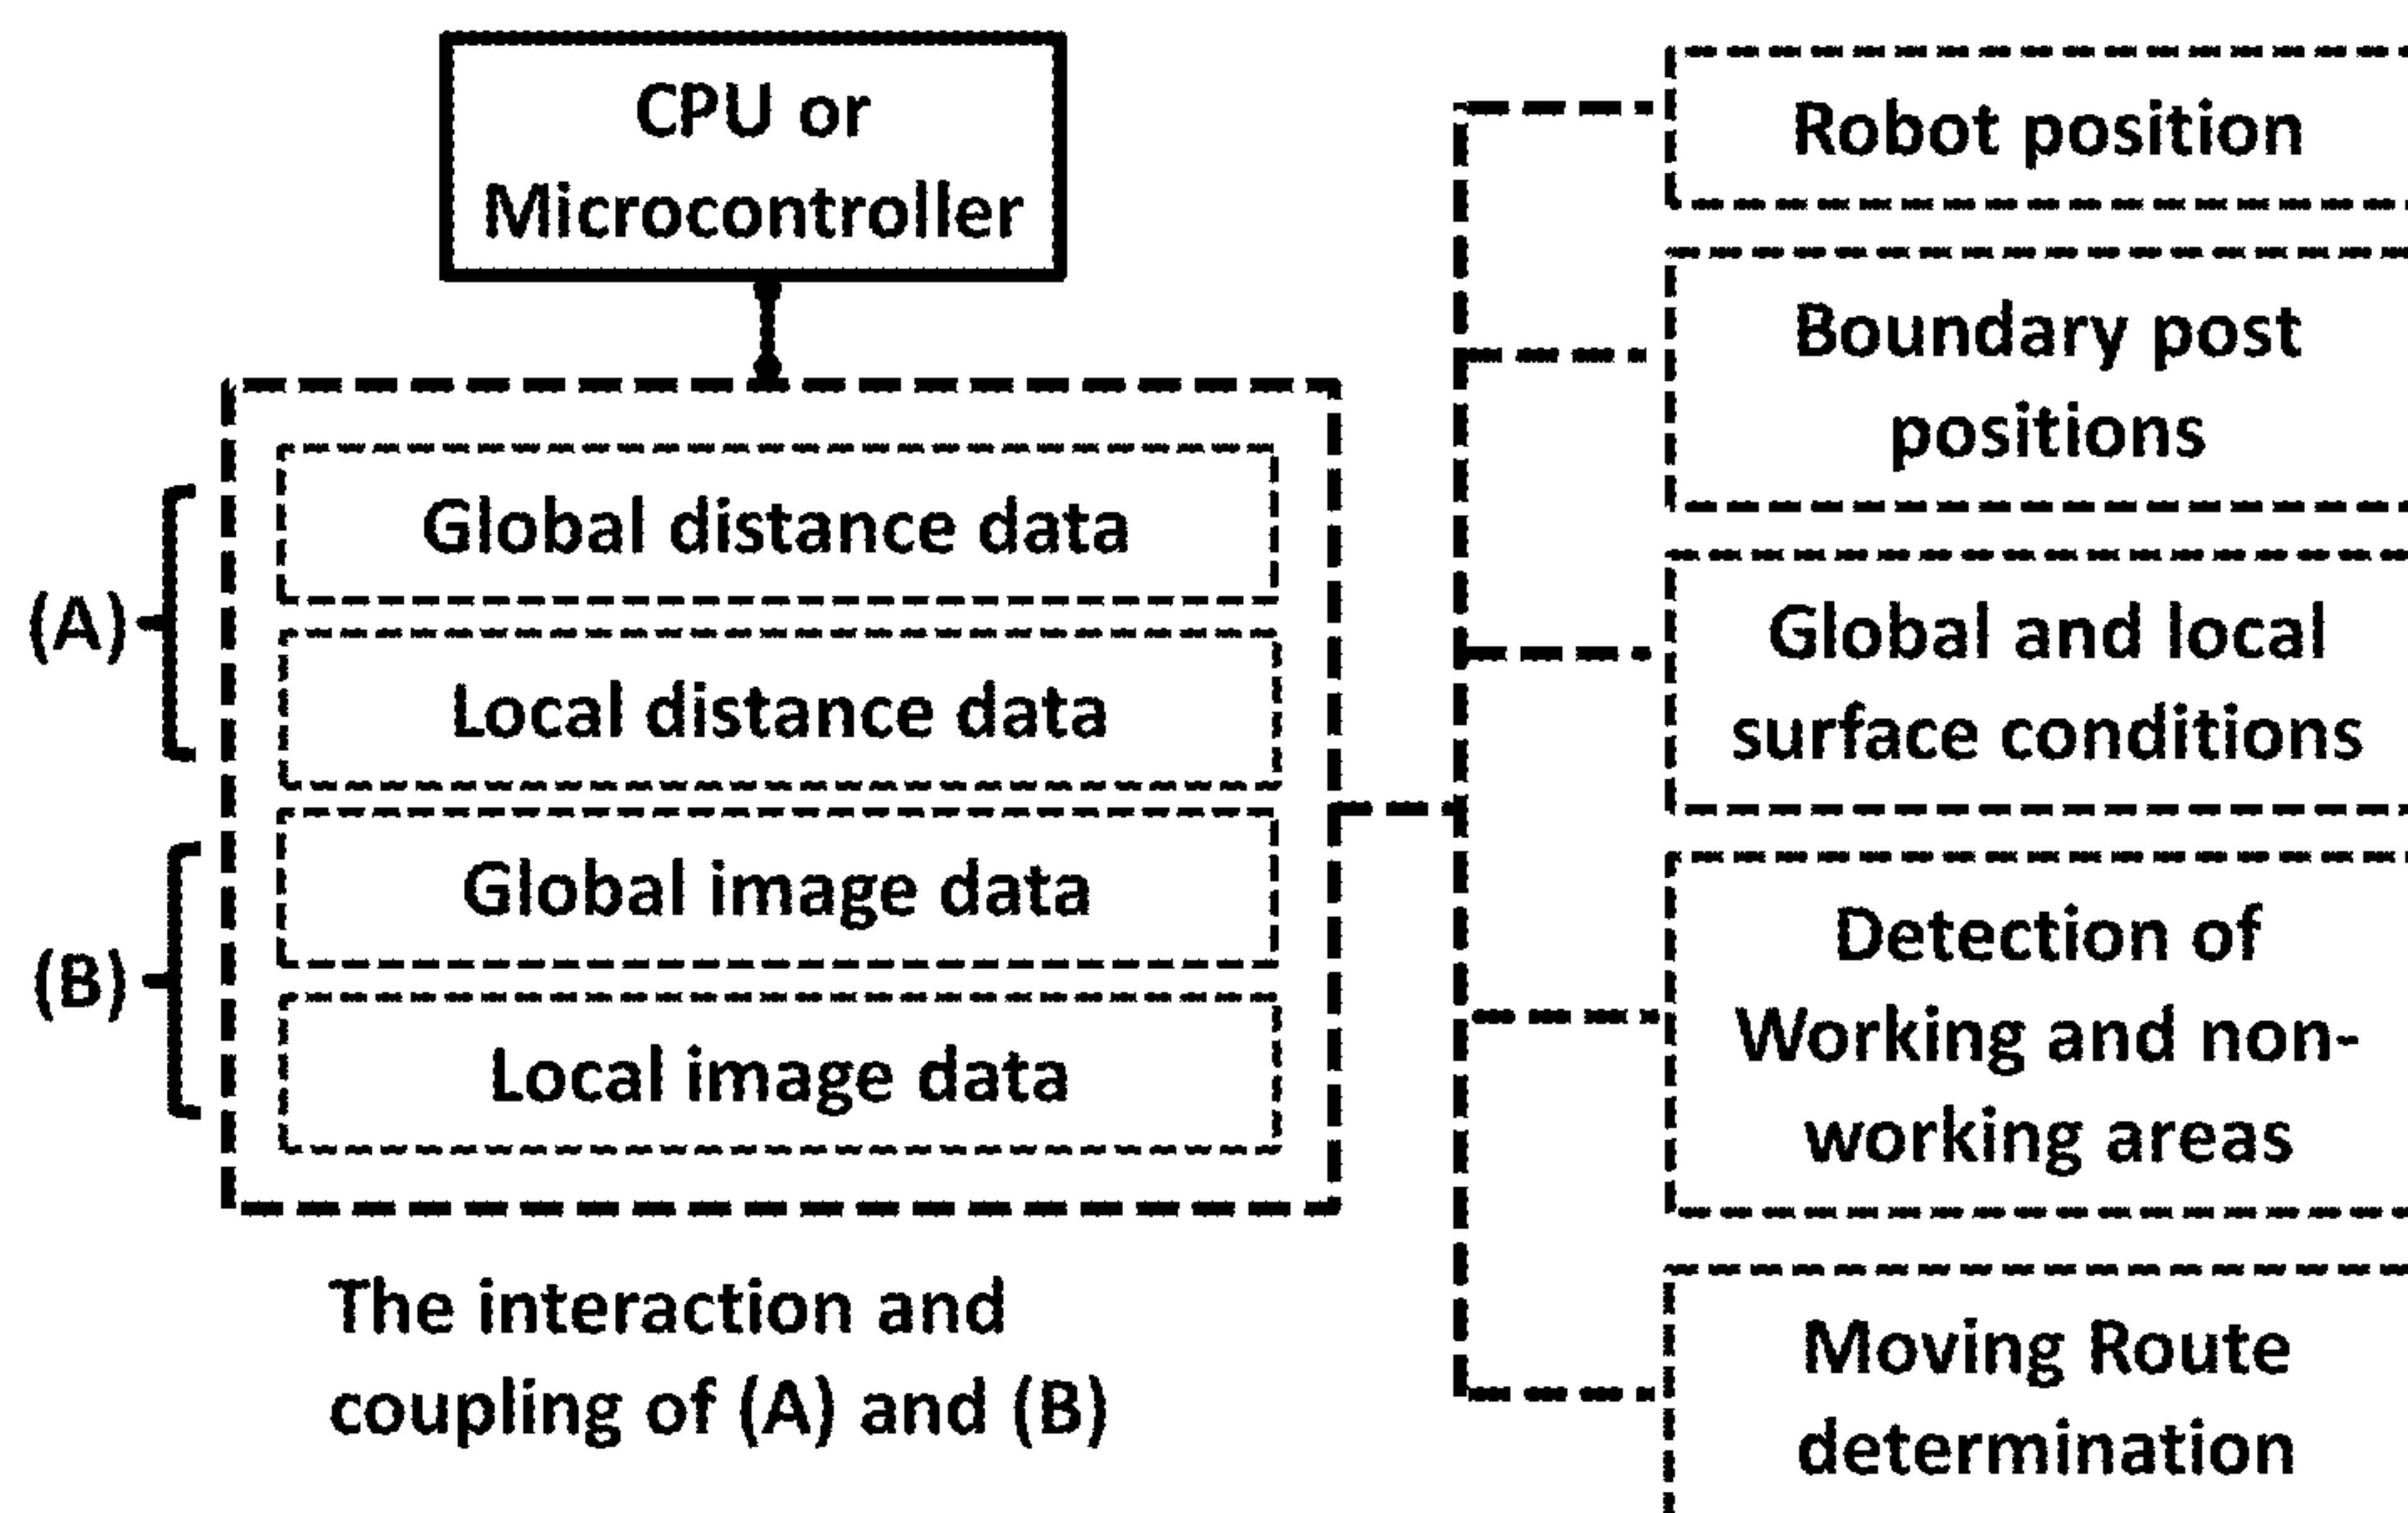 CPU or
Microcontroller
(A)
Global distance data
Local distance data
(B)
Global image data
Local image data
The interaction and
coupling of (A) and (B)
Robot position
Boundary post
positions
Global and local
surface conditions
Detection of
Working and non-
working areas
Moving Route
determination